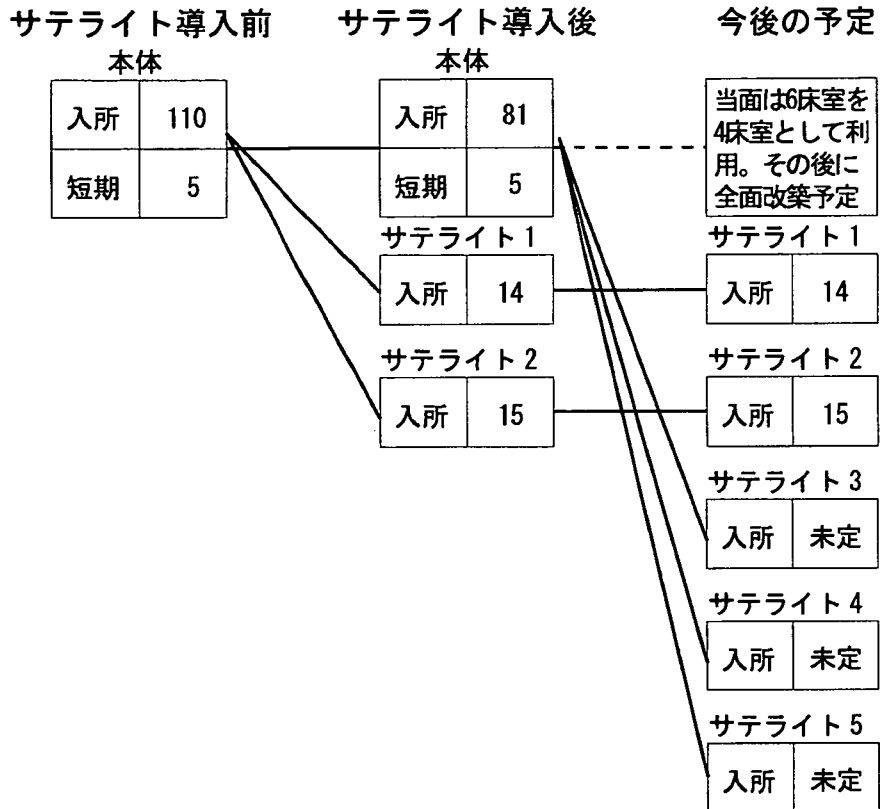 サテライト導入前
本体
入所 110
短期 5
サテライト導入後
本体
入所 81
短期 5
サテライト1
入所 14
サテライト2
入所 15
今後の予定
当面は6床室を
4床室として利
用。その後に
全面改築予定
サテライト1
入所 14
サテライト2
入所 15
サテライト3
入所 未定
サテライト4
入所 未定
サテライト5
入所 未定